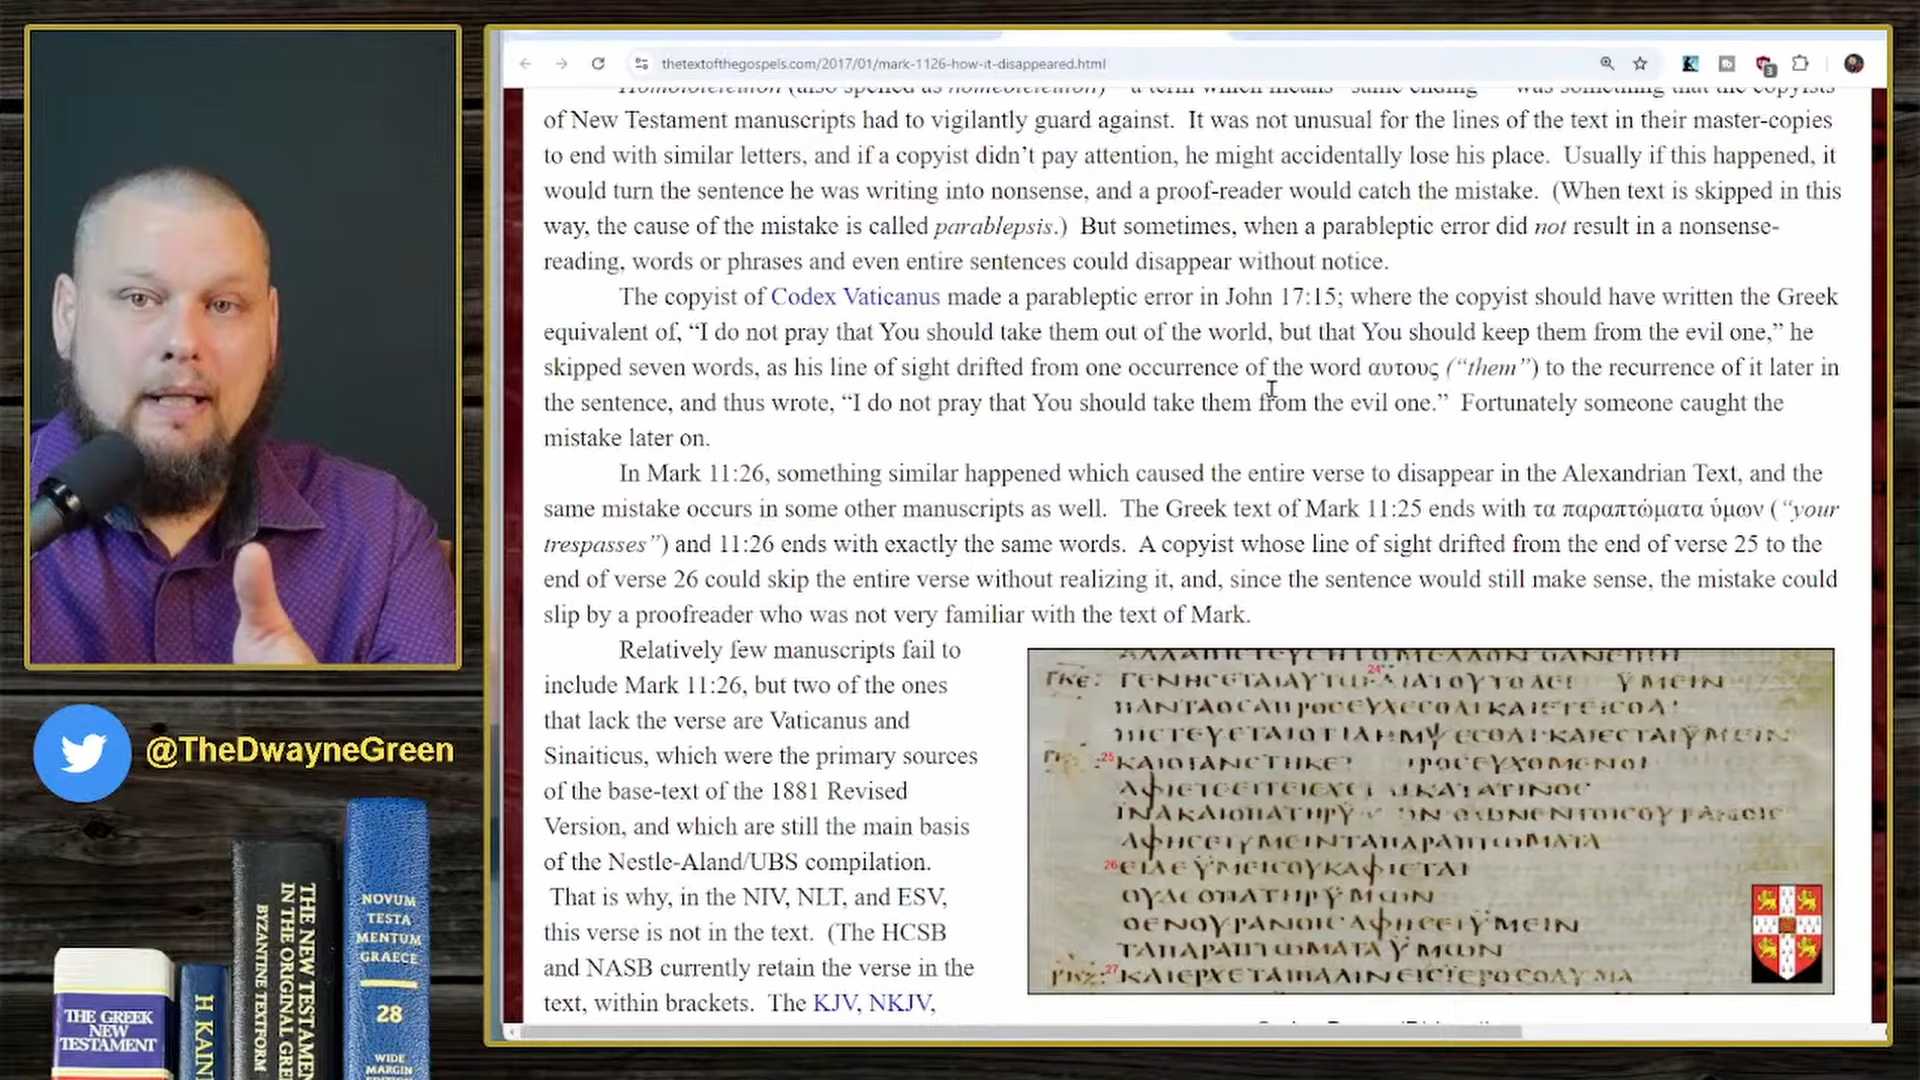 thetextofthegospels.com/2017/01/mark-1126-how-it-disappeared.html
of New Testament manuscripts had to vigilantly guard against. It was not unusual for the lines of the text in their master-copies
to end with similar letters, and if a copyist didn’t pay attention, he might accidentally lose his place. Usually if this happened, it
would turn the sentence he was writing into nonsense, and a proof-reader would catch the mistake. (When text is skipped in this
way, the cause of the mistake is called parablepsis.) But sometimes, when a parableptic error did not result in a nonsense-
reading, words or phrases and even entire sentences could disappear without notice.
The copyist of Codex Vaticanus made a parableptic error in John 17:15; where the copyist should have written the Greek
equivalent of, “I do not pray that You should take them out of the world, but that You should keep them from the evil one,” he
skipped seven words, as his line of sight drifted from one occurrence of the word αυτους (“them”) to the recurrence of it later in
the sentence, and thus wrote, “I do not pray that You should take them from the evil one.” Fortunately someone caught the
mistake later on.
In Mark 11:26, something similar happened which caused the entire verse to disappear in the Alexandrian Text, and the
same mistake occurs in some other manuscripts as well. The Greek text of Mark 11:25 ends with τα παραπτώματα ὑμων (“your
trespasses”) and 11:26 ends with exactly the same words. A copyist whose line of sight drifted from the end of verse 25 to the
end of verse 26 could skip the entire verse without realizing it, and, since the sentence would still make sense, the mistake could
slip by a proofreader who was not very familiar with the text of Mark.
Relatively few manuscripts fail to
include Mark 11:26, but two of the ones
that lack the verse are Vaticanus and
Sinaiticus, which were the primary sources
of the base-text of the 1881 Revised
Version, and which are still the main basis
of the Nestle-Aland/UBS compilation.
That is why, in the NIV, NLT, and ESV,
this verse is not in the text. (The HCSB
and NASB currently retain the verse in the
text, within brackets. The KJV, NKJV,
24
25
26
ΟΥΔΕΟΠΑΤΗΡΫΜΩΝ
ΟΕΝΟΥΡΑΝΟΙCΑΦΗCΕΙΫΜΕΙΝ
ΤΑΠΑΡΑΠΤΩΜΑΤΑΫΜΩΝ
27
@TheDwayneGreen
THE GREEK
NEW
TESTAMENT
H KAIN
THE NEW TESTAMEN
IN THE ORIGINAL GRE
BYZANTINE TEXTFORM
NOVUM
TESTA
MENTUM
GRAECE
28
WIDE
MARGIN